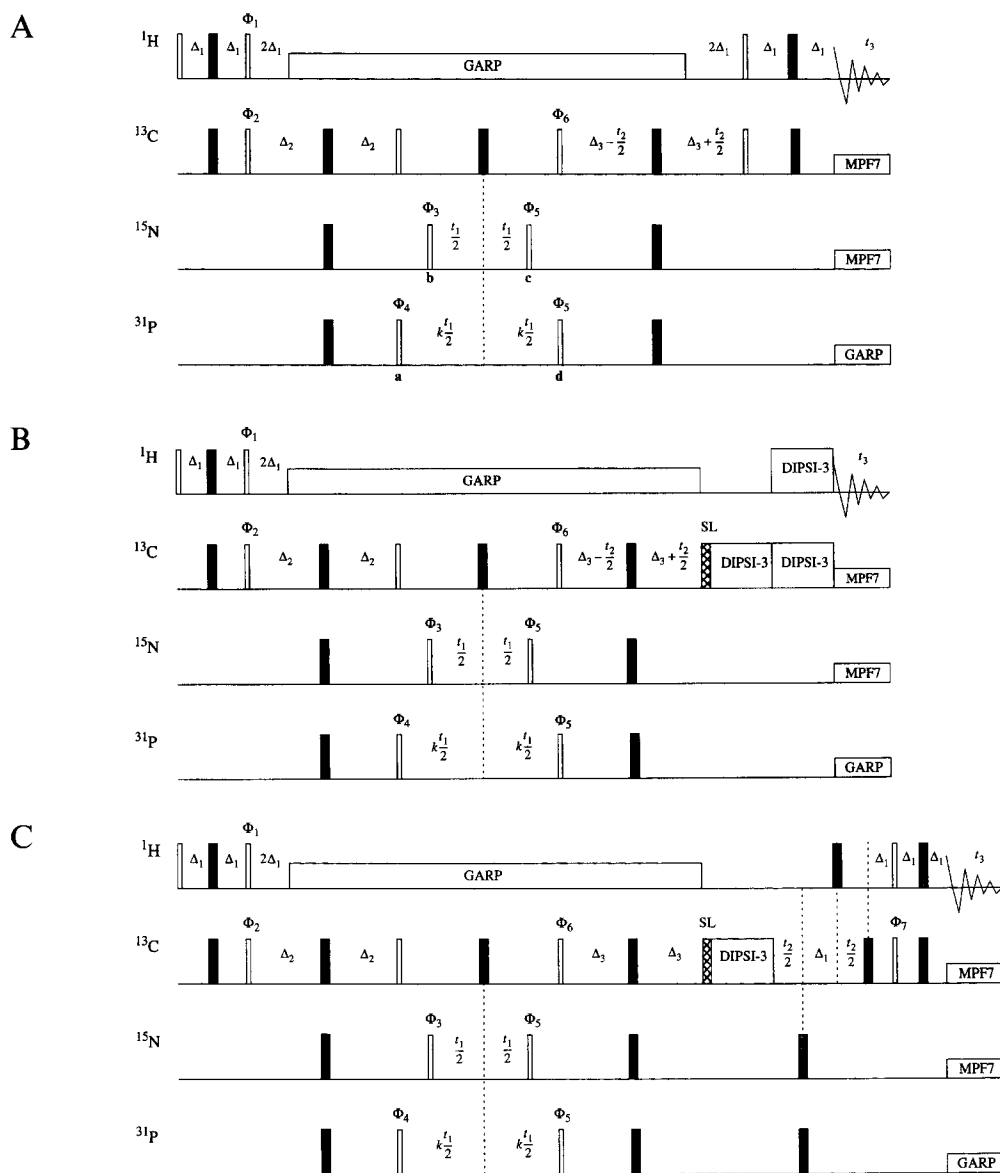 A
Φ₁
¹H Δ₁ Δ₁ 2Δ₁ GARP 2Δ₁ Δ₁ Δ₁ t₃
Φ₂ Φ₆
¹³C Δ₂ Δ₂ Δ₃ − t₂/2 Δ₃ + t₂/2 MPF7
Φ₃ Φ₅
¹⁵N t₁/2 t₁/2 MPF7
b c
Φ₄ Φ₅
³¹P k t₁/2 k t₁/2 GARP
a d
B
Φ₁
¹H Δ₁ Δ₁ 2Δ₁ GARP DIPSI-3 t₃
Φ₂ Φ₆ SL
¹³C Δ₂ Δ₂ Δ₃ − t₂/2 Δ₃ + t₂/2 DIPSI-3 DIPSI-3 MPF7
Φ₃ Φ₅
¹⁵N t₁/2 t₁/2 MPF7
Φ₄ Φ₅
³¹P k t₁/2 k t₁/2 GARP
C
Φ₁
¹H Δ₁ Δ₁ 2Δ₁ GARP Δ₁ Δ₁ Δ₁ t₃
Φ₂ Φ₆ SL Φ₇
¹³C Δ₂ Δ₂ Δ₃ Δ₃ DIPSI-3 t₂/2 Δ₁ t₂/2 MPF7
Φ₃ Φ₅
¹⁵N t₁/2 t₁/2 MPF7
Φ₄ Φ₅
³¹P k t₁/2 k t₁/2 GARP